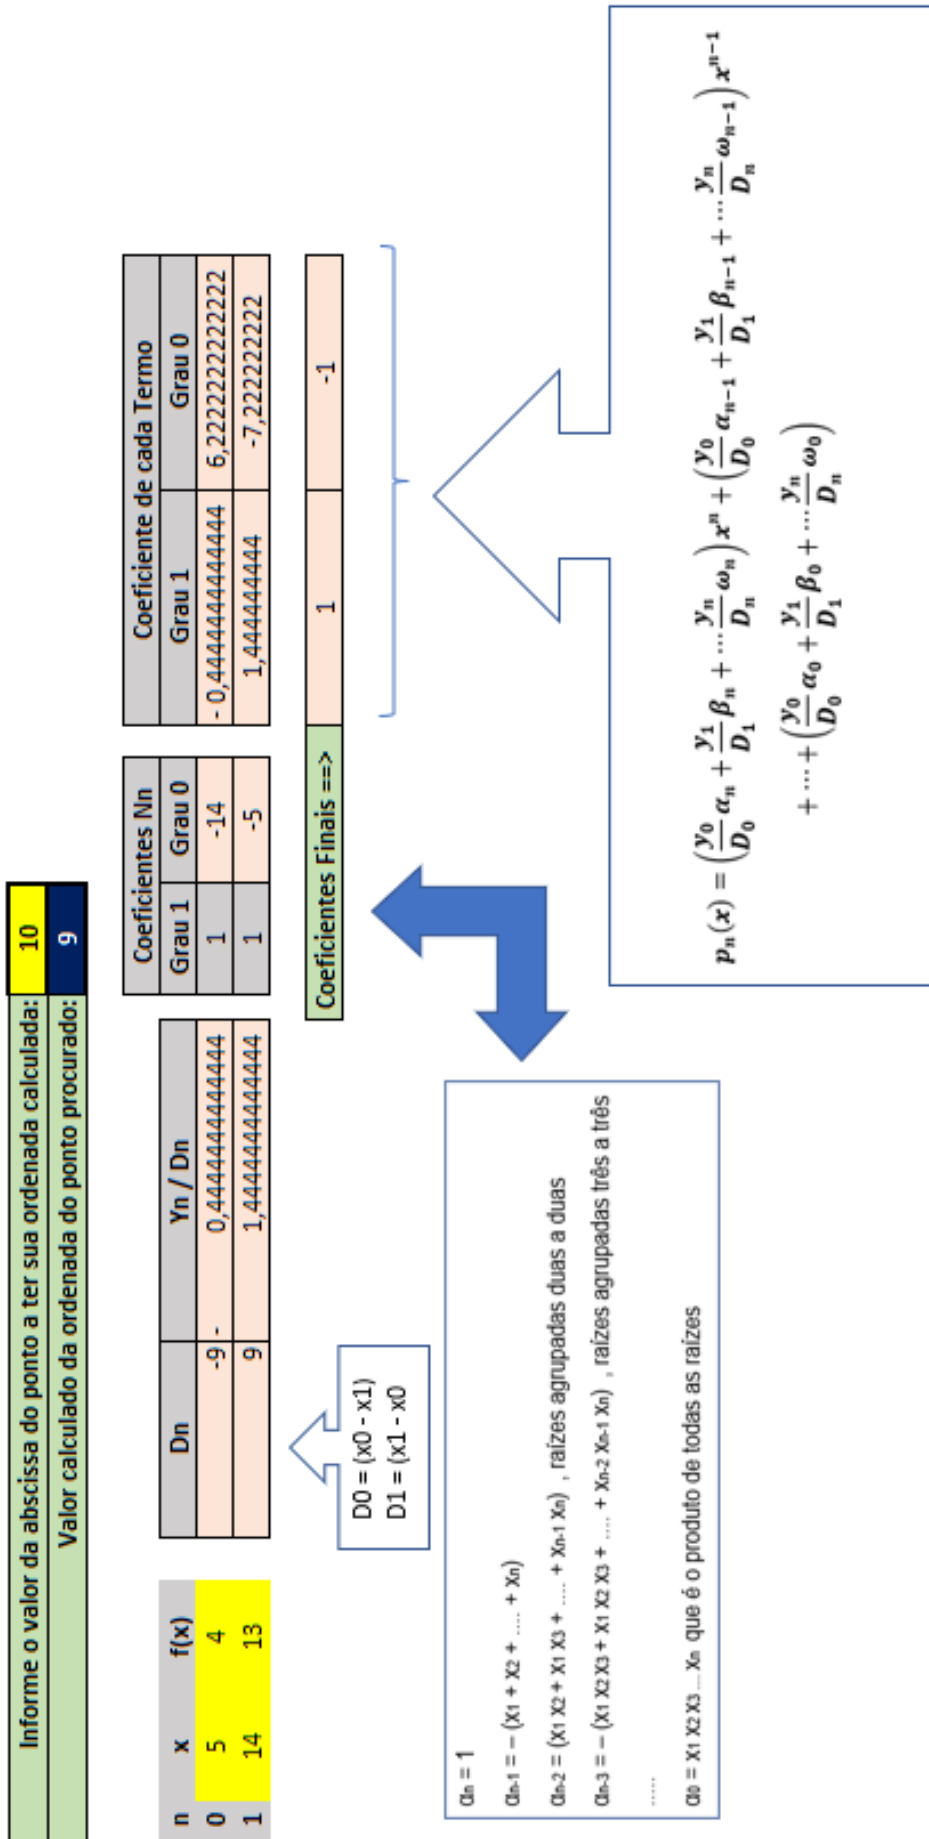 Informe o valor da abscissa do ponto a ter sua ordenada calculada: 10
Valor calculado da ordenada do ponto procurado: 9
n x f(x)
0 5 4
1 14 13
Dn Yn / Dn
-9 - 0,4444444444444
9 1,4444444444444
Coeficientes Nn
Grau 1 Grau 0
1 -14
1 -5
Coeficiente de cada Termo
Grau 1 Grau 0
- 0,4444444444444 6,2222222222222
1,444444444 -7,222222222
Coeficientes Finais ==> 1 -1
D0 = (x0 - x1)
D1 = (x1 - x0
αn = 1
αn-1 = – (X1 + X2 + .... + Xn)
αn-2 = (X1 X2 + X1 X3 + .... + Xn-1 Xn) , raízes agrupadas duas a duas
αn-3 = – (X1 X2 X3 + X1 X2 X3 + .... + Xn-2 Xn-1 Xn) , raízes agrupadas três a três
.....
α0 = X1 X2 X3 ... Xn que é o produto de todas as raízes
pₙ(x) = (y₀/D₀ αₙ + y₁/D₁ βₙ + ⋯ yₙ/Dₙ ωₙ) xⁿ + (y₀/D₀ αₙ₋₁ + y₁/D₁ βₙ₋₁ + ⋯ yₙ/Dₙ ωₙ₋₁) xⁿ⁻¹
+ ⋯ + (y₀/D₀ α₀ + y₁/D₁ β₀ + ⋯ yₙ/Dₙ ω₀)